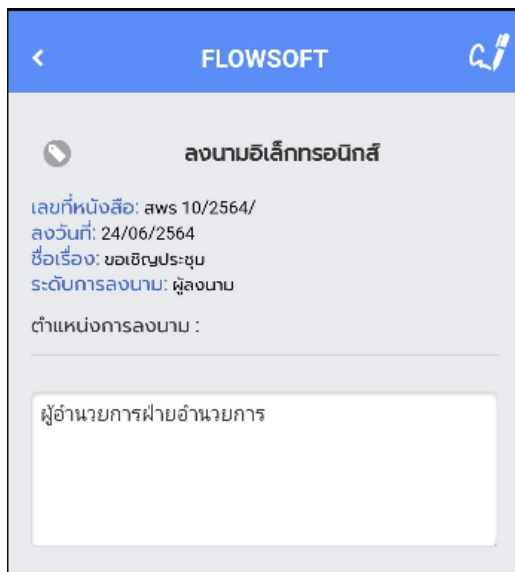 FLOWSOFT
ลงนามอิเล็กทรอนิกส์
เลขที่หนังสือ: สพร 10/2564/
ลงวันที่: 24/06/2564
ชื่อเรื่อง: ขอเชิญประชุม
ระดับการลงนาม: ผู้ลงนาม
ตำแหน่งการลงนาม :
ผู้อำนวยการฝ่ายอำนวยการ